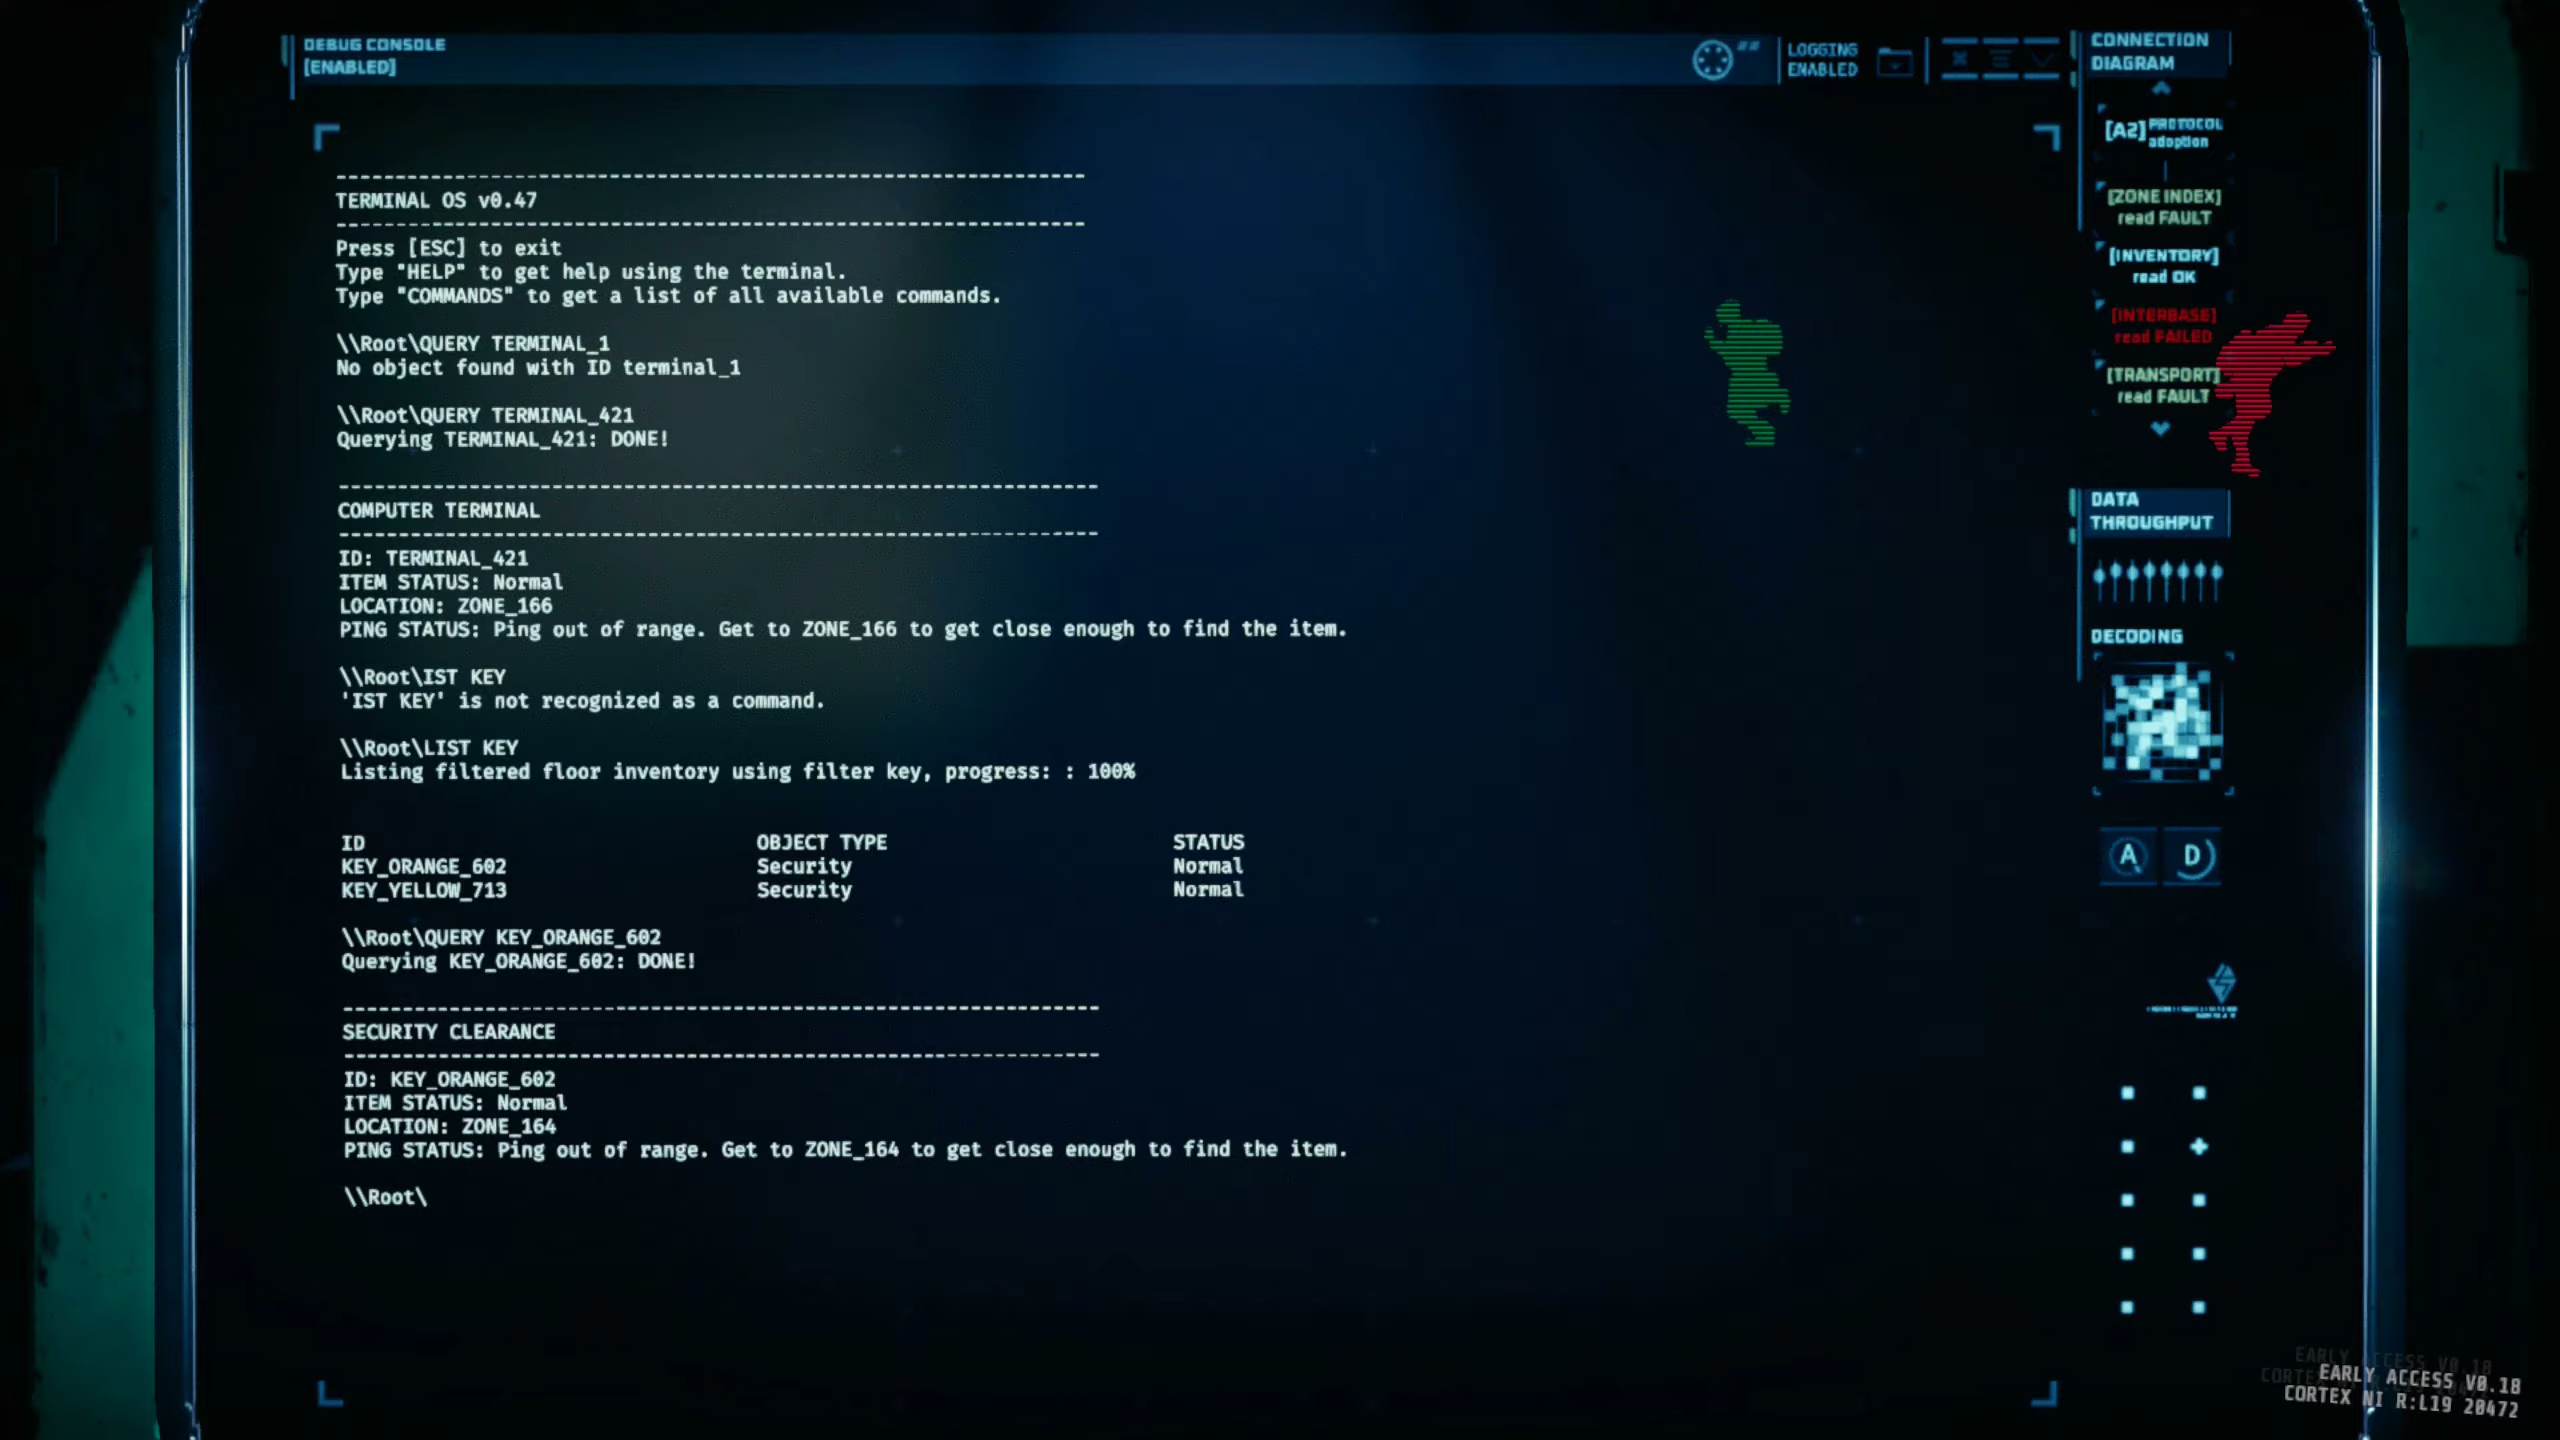 DEBUG CONSOLE
[ENABLED]
LOGGING
ENABLED
------------------------------------------------------------
TERMINAL OS v0.47
------------------------------------------------------------
Press [ESC] to exit
Type "HELP" to get help using the terminal.
Type "COMMANDS" to get a list of all available commands.
\\Root\QUERY TERMINAL_1
No object found with ID terminal_1
\\Root\QUERY TERMINAL_421
Querying TERMINAL_421: DONE!
------------------------------------------------------------
COMPUTER TERMINAL
------------------------------------------------------------
ID: TERMINAL_421
ITEM STATUS: Normal
LOCATION: ZONE_166
PING STATUS: Ping out of range. Get to ZONE_166 to get close enough to find the item.
\\Root\IST KEY
'IST KEY' is not recognized as a command.
\\Root\LIST KEY
Listing filtered floor inventory using filter key, progress: : 100%
ID OBJECT TYPE STATUS
KEY_ORANGE_602 Security Normal
KEY_YELLOW_713 Security Normal
\\Root\QUERY KEY_ORANGE_602
Querying KEY_ORANGE_602: DONE!
------------------------------------------------------------
SECURITY CLEARANCE
------------------------------------------------------------
ID: KEY_ORANGE_602
ITEM STATUS: Normal
LOCATION: ZONE_164
PING STATUS: Ping out of range. Get to ZONE_164 to get close enough to find the item.
\\Root\
CONNECTION
DIAGRAM
[A2] PROTOCOL
adoption
[ZONE INDEX]
read FAULT
[INVENTORY]
read OK
[INTERBASE]
read FAILED
[TRANSPORT]
read FAULT
DATA
THROUGHPUT
DECODING
A D
EARLY ACCESS V0.18
CORTEX NI R:L19 20472